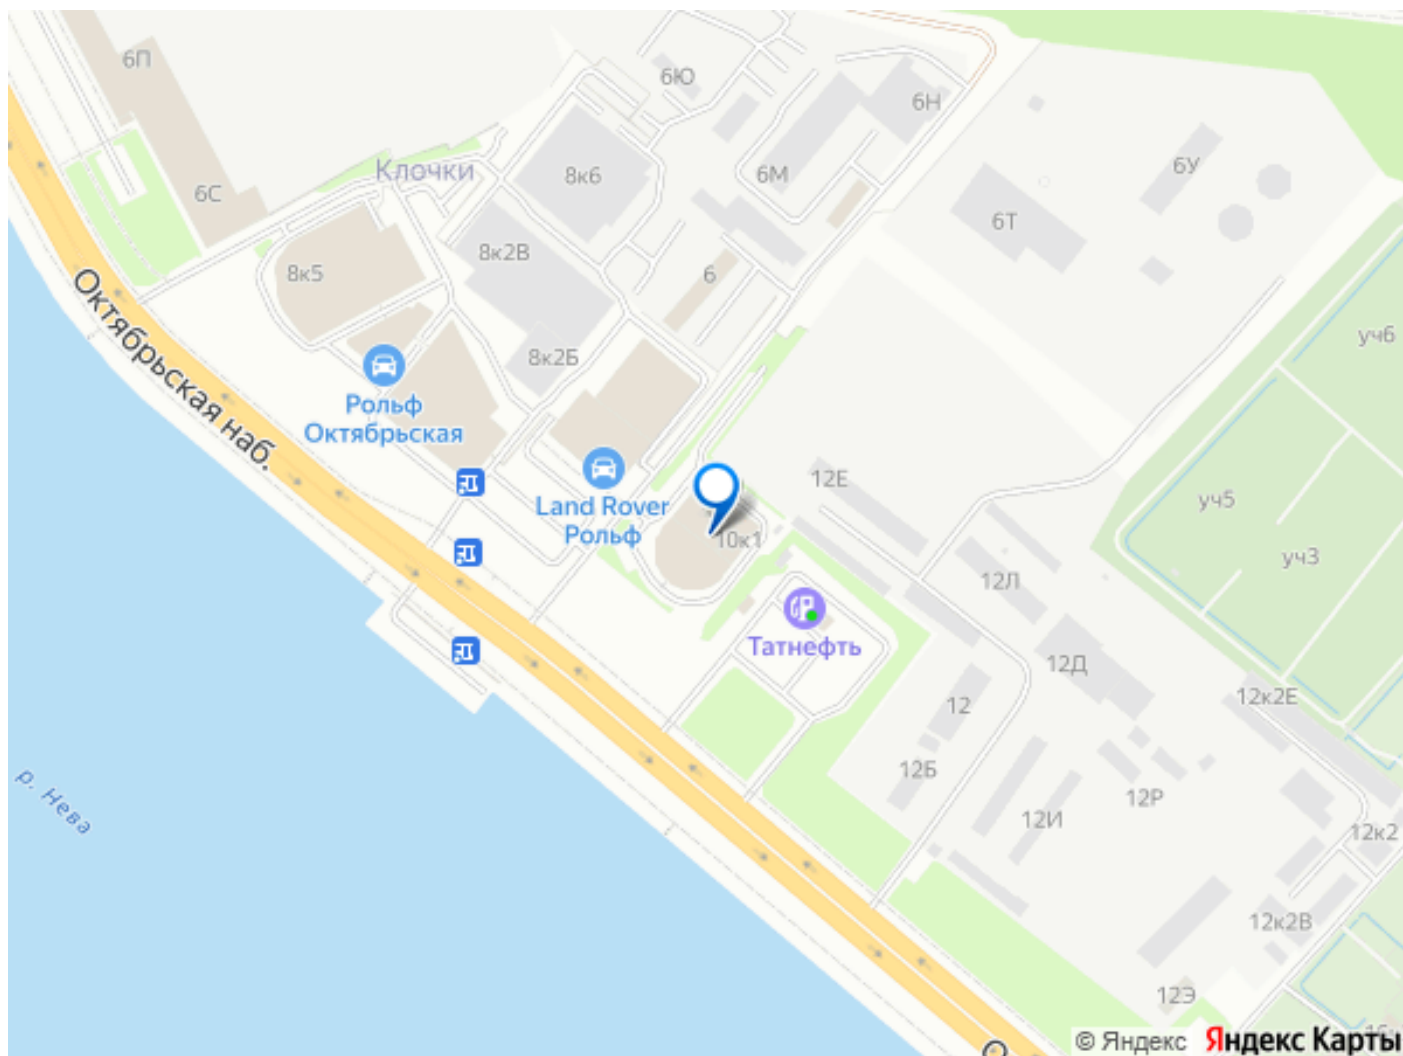 6П
6Ю
6Н
Клочки
8к6
6М
6У
6С
6Т
8к2В
8к5
6
Октябрьская наб.
8к2Б
уч6
Рольф
Октябрьская
12Е
Land Rover
Рольф
уч5
10к1
уч3
12Л
Татнефть
12Д
12к2Е
12
12Б
р. Нева
12Р
12И
12к2
12к2В
12Э
О
© Яндекс
Яндекс Карты